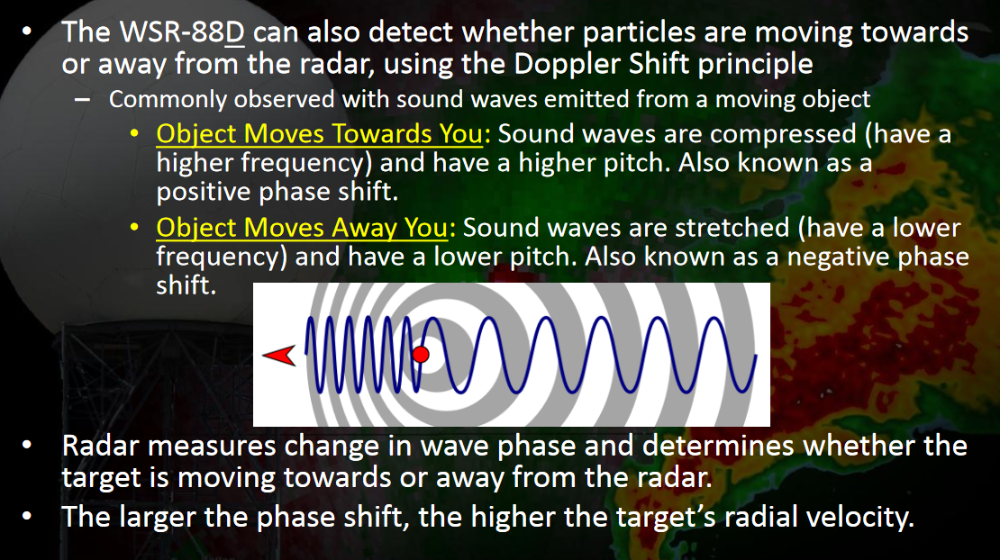 • The WSR-88D can also detect whether particles are moving towards
or away from the radar, using the Doppler Shift principle
– Commonly observed with sound waves emitted from a moving object
• Object Moves Towards You: Sound waves are compressed (have a
higher frequency) and have a higher pitch. Also known as a
positive phase shift.
• Object Moves Away You: Sound waves are stretched (have a lower
frequency) and have a lower pitch. Also known as a negative phase
shift.
• Radar measures change in wave phase and determines whether the
target is moving towards or away from the radar.
• The larger the phase shift, the higher the target’s radial velocity.